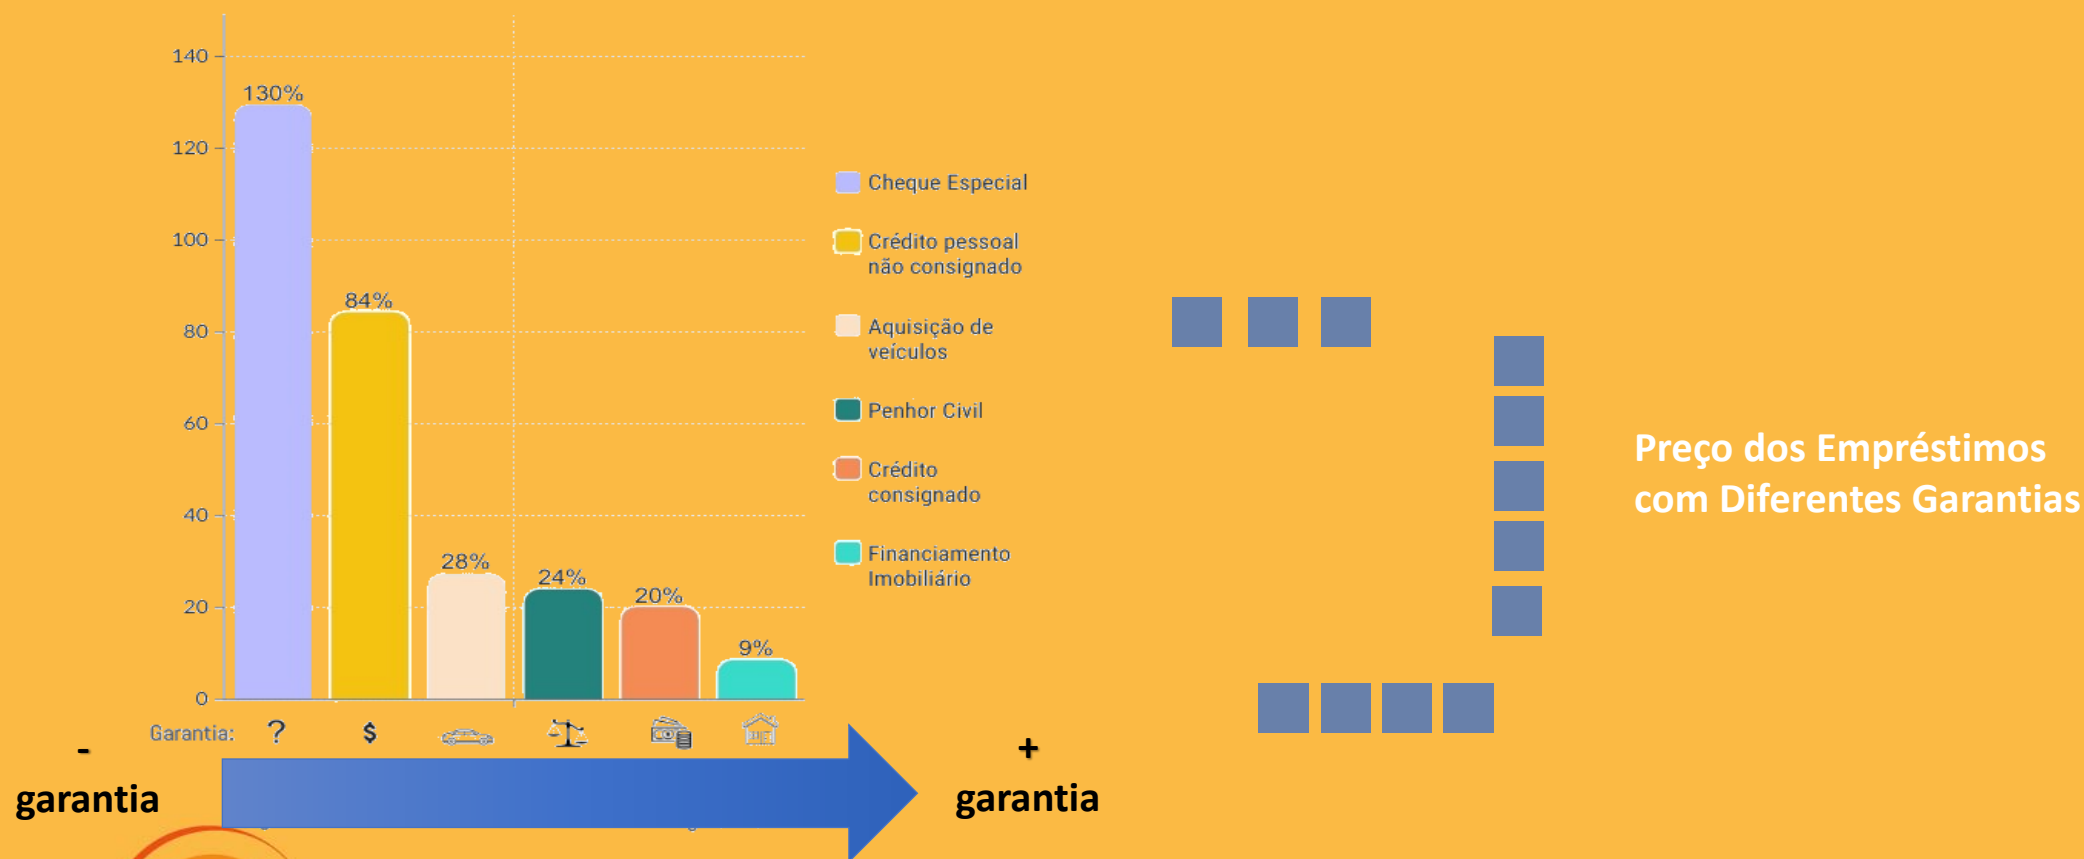 140
120
100
80
60
40
20
0
130%
84%
28%
24%
20%
9%
Garantia:
?
$
Cheque Especial
Crédito pessoal
não consignado
Aquisição de
veículos
Penhor Civil
Crédito
consignado
Financiamento
Imobiliário
-
garantia
+
garantia
Preço dos Empréstimos
com Diferentes Garantias